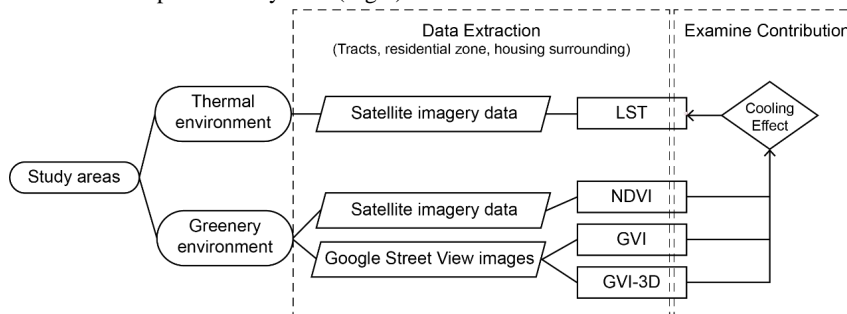 Data Extraction
(Tracts, residential zone, housing surrounding)
Examine Contribution
Thermal
environment
Satellite imagery data
LST
Cooling
Effect
Study areas
Greenery
environment
Satellite imagery data
NDVI
Google Street View images
GVI
GVI-3D